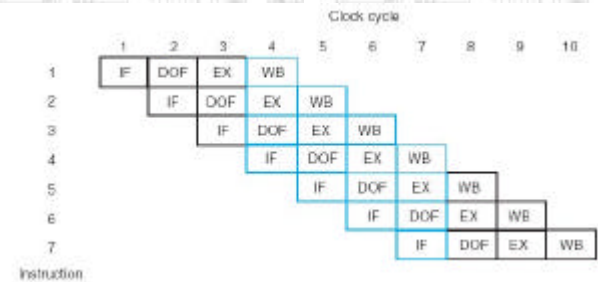 Clock cycle
1 2 3 4 5 6 7 8 9 10
1 IF DOF EX WB
2 IF DOF EX WB
3 IF DOF EX WB
4 IF DOF EX WB
5 IF DOF EX WB
6 IF DOF EX WB
7 IF DOF EX WB
Instruction